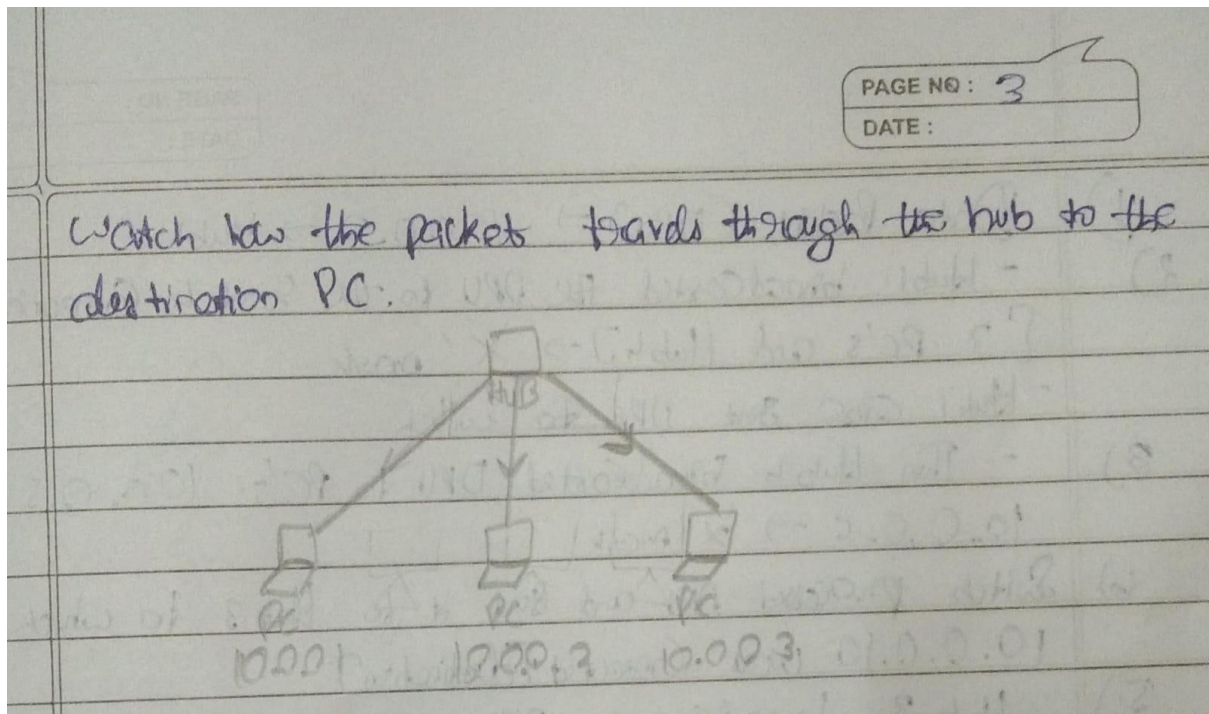 PAGE NO: 3
DATE:
Watch how the packet travels through the hub to the
destination PC.
HUB
PC PC PC
10.0.0.1 10.0.0.2 10.0.0.3